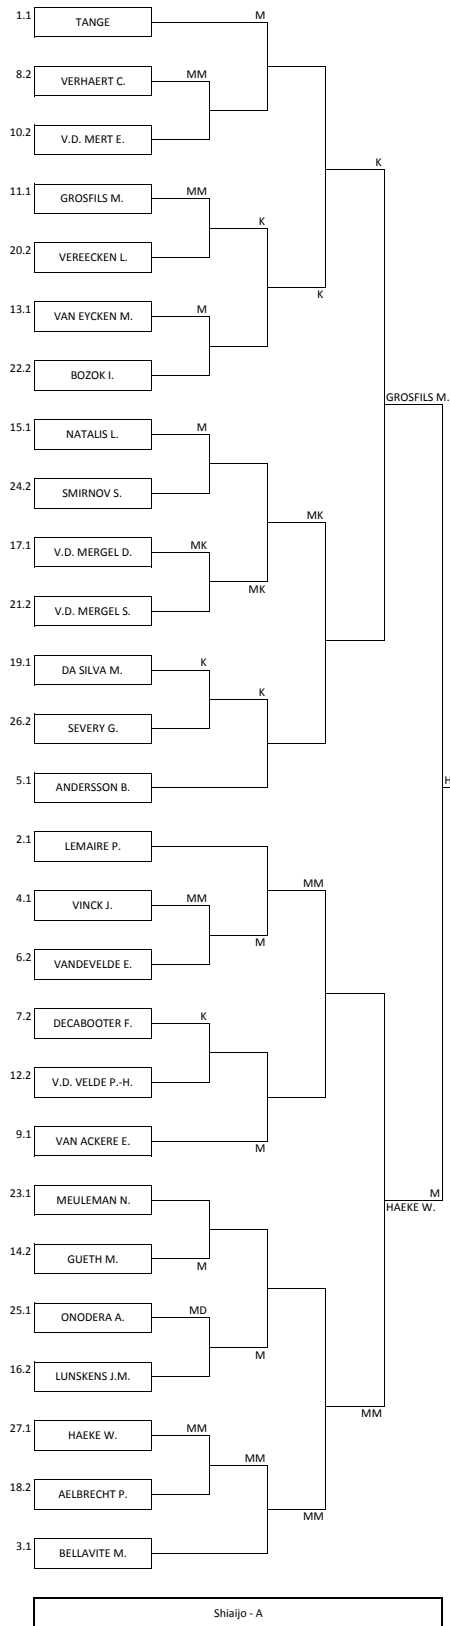 1.1 TANGE M
8.2 VERHAERT C. MM
10.2 V.D. MERT E.
K
11.1 GROSFILS M. MM
K
20.2 VEREECKEN L.
K
13.1 VAN EYCKEN M. M
22.2 BOZOK I.
GROSFILS M.
15.1 NATALIS L. M
24.2 SMIRNOV S.
MK
17.1 V.D. MERGEL D. MK
MK
21.2 V.D. MERGEL S.
19.1 DA SILVA M. K
K
26.2 SEVERY G.
5.1 ANDERSSON B. H
2.1 LEMAIRE P.
MM
4.1 VINCK J. MM
M
6.2 VANDEVELDE E.
7.2 DECABOOTER F. K
12.2 V.D. VELDE P.-H.
9.1 VAN ACKERE E.
M
23.1 MEULEMAN N. M
HAEKE W.
14.2 GUETH M.
M
25.1 ONODERA A. MD
M
16.2 LUNSKENS J.M.
MM
27.1 HAEKE W. MM
MM
18.2 AELBRECHT P.
MM
3.1 BELLAVITE M.
Shiaijo - A